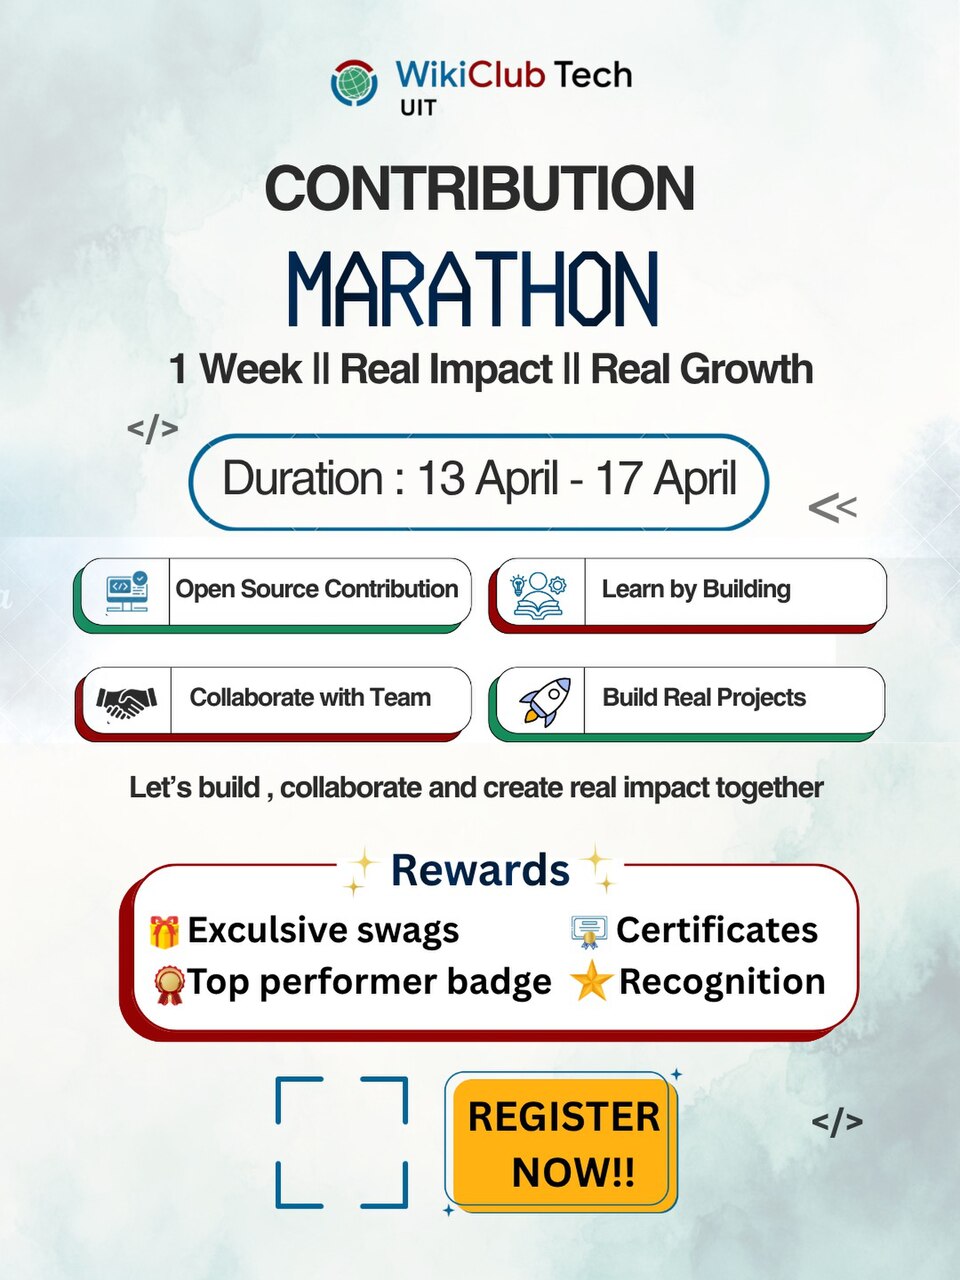 WikiClub Tech
UIT
CONTRIBUTION
MARATHON
1 Week || Real Impact || Real Growth
</>
Duration : 13 April - 17 April
<<
Open Source Contribution
Learn by Building
Collaborate with Team
Build Real Projects
Let's build , collaborate and create real impact together
Rewards
Exculsive swags
Certificates
Top performer badge
Recognition
REGISTER
NOW!!
</>